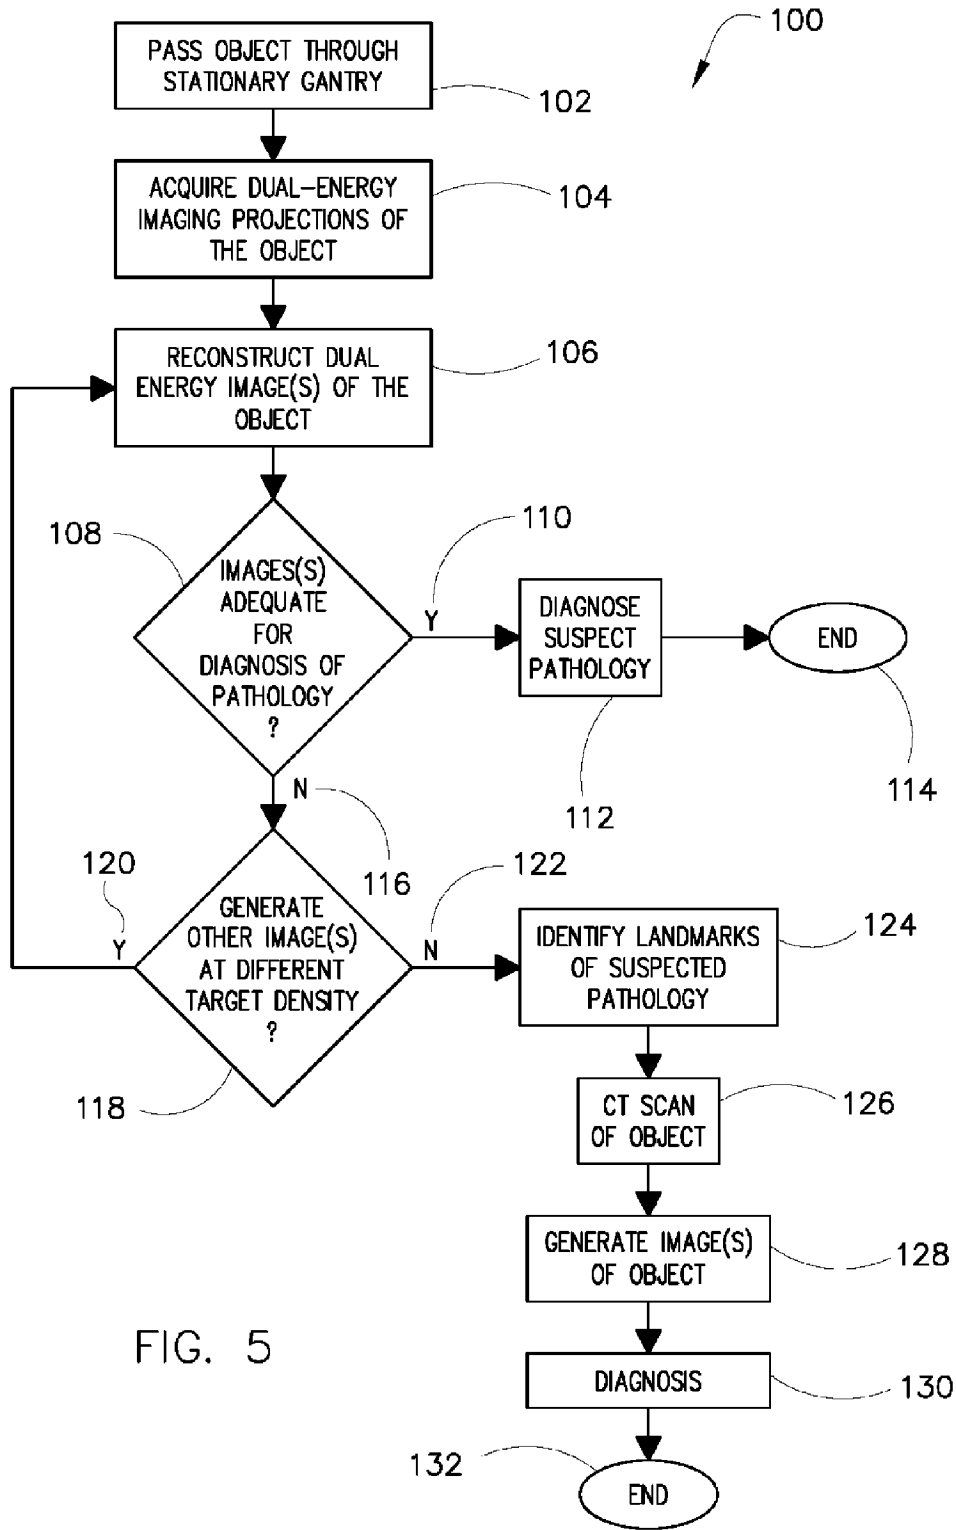 100
PASS OBJECT THROUGH
STATIONARY GANTRY
102
ACQUIRE DUAL-ENERGY
IMAGING PROJECTIONS OF
THE OBJECT
104
RECONSTRUCT DUAL
ENERGY IMAGE(S) OF THE
OBJECT
106
108
IMAGES(S)
ADEQUATE
FOR
DIAGNOSIS OF
PATHOLOGY
?
110
Y
DIAGNOSE
SUSPECT
PATHOLOGY
112
END
114
N
116
120
Y
GENERATE
OTHER IMAGE(S)
AT DIFFERENT
TARGET DENSITY
?
118
122
N
IDENTIFY LANDMARKS
OF SUSPECTED
PATHOLOGY
124
CT SCAN
OF OBJECT
126
GENERATE IMAGE(S)
OF OBJECT
128
DIAGNOSIS
130
132
END
FIG. 5